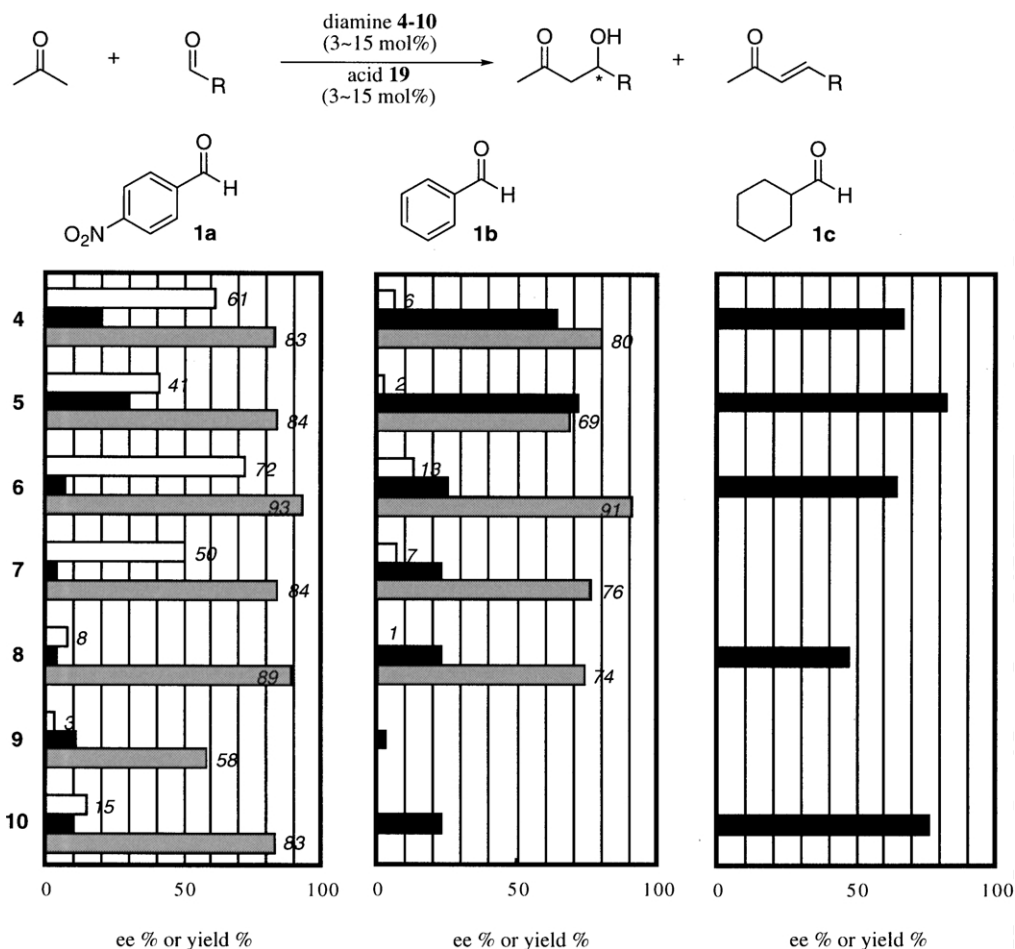 O + O diamine 4-10 O OH + O
(3~15 mol%)
R acid 19 * R R
(3~15 mol%)
O O O
H H H
O₂N 1a 1b 1c
4 61 6
83 80
5 41 2
84 69
6 72 13
93 91
7 50 7
84 76
8 8 1
89 74
9 3
58
10 15
83
0 50 100 0 50 100 0 50 100
ee % or yield % ee % or yield % ee % or yield %